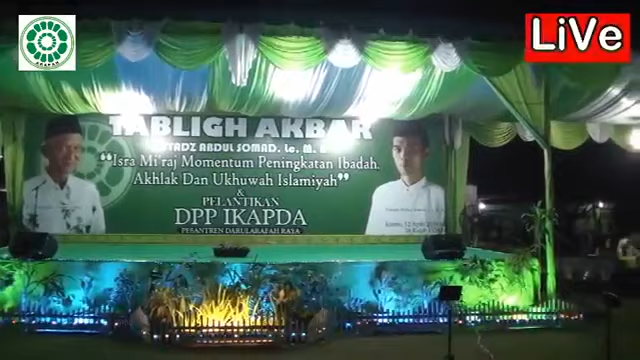 LiVe
TABLIGH AKBAR
USTADZ ABDUL SOMAD. Lc, M.
"Isra Mi'raj Momentum Peningkatan Ibadah.
Akhlak Dan Ukhuwah Islamiyah"
&
PELANTIKAN
DPP IKAPDA
PESANTREN DARULARAFAH RAYA